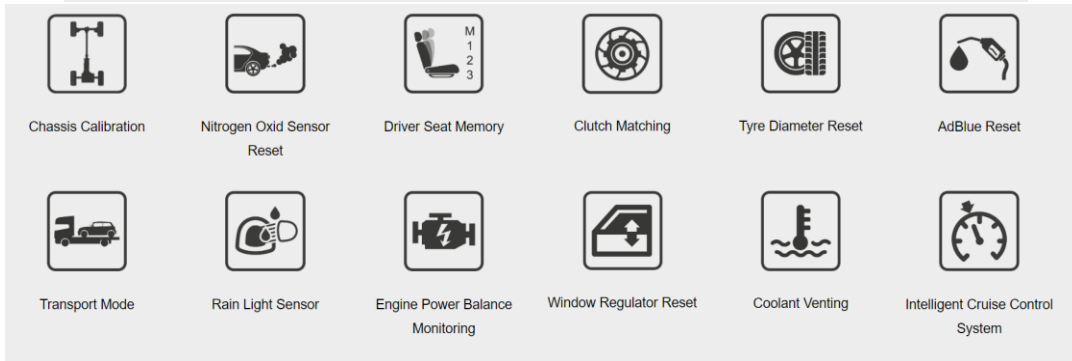 M
1
2
3
Chassis Calibration
Nitrogen Oxid Sensor
Reset
Driver Seat Memory
Clutch Matching
Tyre Diameter Reset
AdBlue Reset
Transport Mode
Rain Light Sensor
Engine Power Balance
Monitoring
Window Regulator Reset
Coolant Venting
Intelligent Cruise Control
System